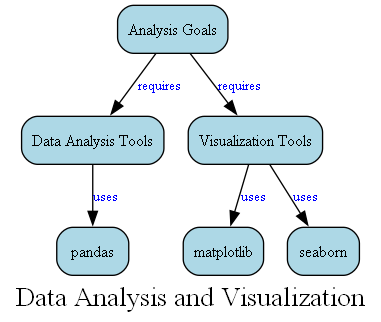 Analysis Goals
requires requires
Data Analysis Tools Visualization Tools
uses uses uses
pandas matplotlib seaborn
Data Analysis and Visualization